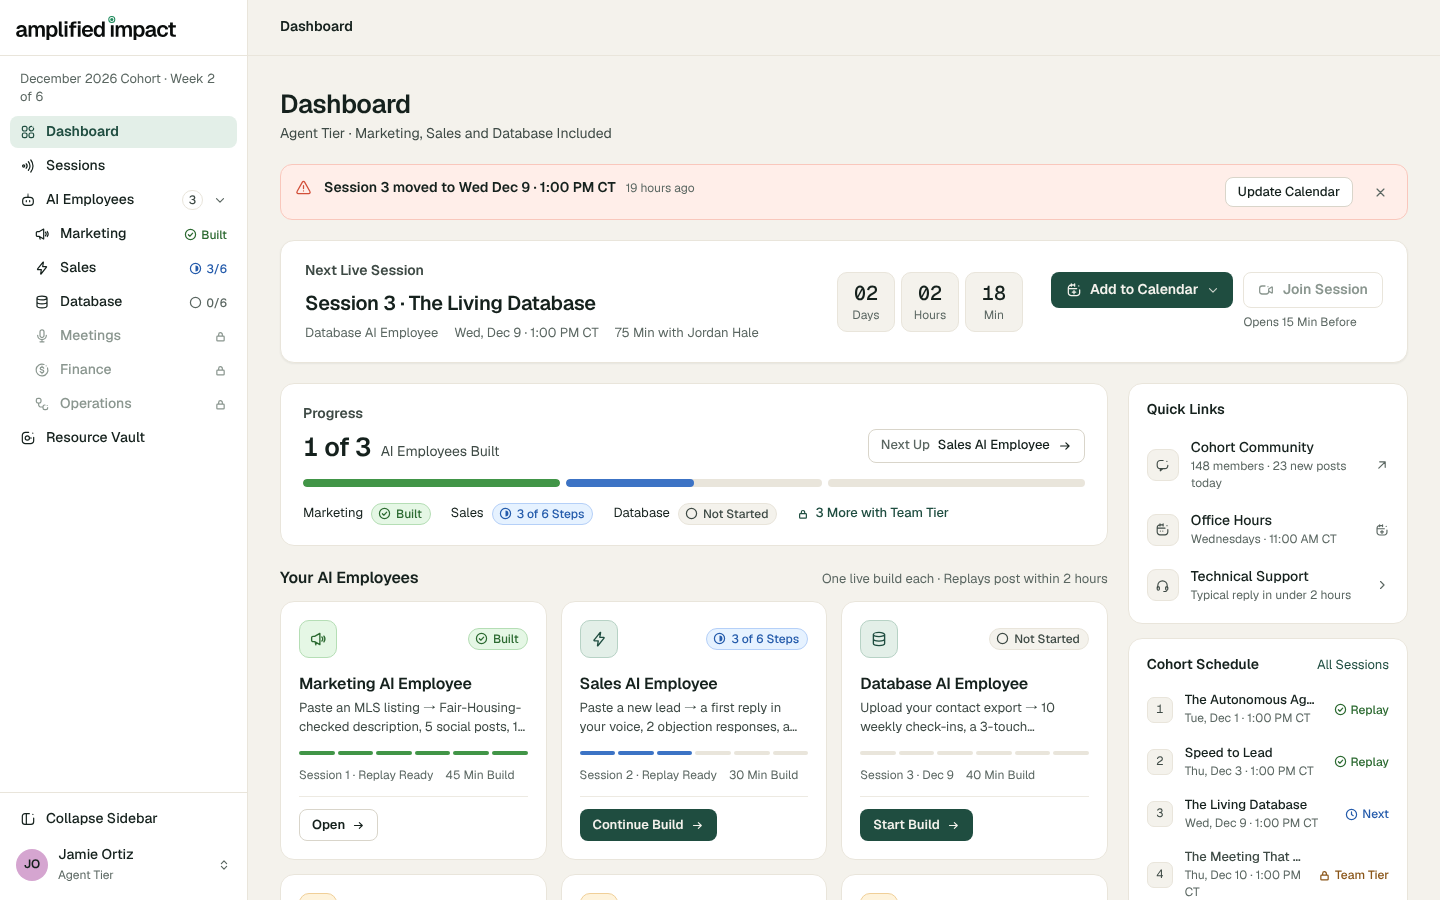 amplified impact
December 2026 Cohort · Week 2
of 6
Dashboard
Sessions
AI Employees 3
Marketing Built
Sales 3/6
Database 0/6
Meetings
Finance
Operations
Resource Vault
Collapse Sidebar
JO
Jamie Ortiz
Agent Tier
Dashboard
Dashboard
Agent Tier · Marketing, Sales and Database Included
Session 3 moved to Wed Dec 9 · 1:00 PM CT 19 hours ago
Update Calendar
Next Live Session
Session 3 · The Living Database
Database AI Employee Wed, Dec 9 · 1:00 PM CT 75 Min with Jordan Hale
02 Days
02 Hours
18 Min
Add to Calendar
Join Session
Opens 15 Min Before
Progress
1 of 3 AI Employees Built
Next Up Sales AI Employee →
Marketing Built Sales 3 of 6 Steps Database Not Started 3 More with Team Tier
Your AI Employees
One live build each · Replays post within 2 hours
Built
Marketing AI Employee
Paste an MLS listing → Fair-Housing-
checked description, 5 social posts, 1…
Session 1 · Replay Ready 45 Min Build
Open →
3 of 6 Steps
Sales AI Employee
Paste a new lead → a first reply in
your voice, 2 objection responses, a…
Session 2 · Replay Ready 30 Min Build
Continue Build →
Not Started
Database AI Employee
Upload your contact export → 10
weekly check-ins, a 3-touch…
Session 3 · Dec 9 40 Min Build
Start Build →
Quick Links
Cohort Community
148 members · 23 new posts
today
Office Hours
Wednesdays · 11:00 AM CT
Technical Support
Typical reply in under 2 hours
Cohort Schedule
All Sessions
1 The Autonomous Ag… Replay
Tue, Dec 1 · 1:00 PM CT
2 Speed to Lead Replay
Thu, Dec 3 · 1:00 PM CT
3 The Living Database Next
Wed, Dec 9 · 1:00 PM CT
4 The Meeting That … Team Tier
Thu, Dec 10 · 1:00 PM
CT